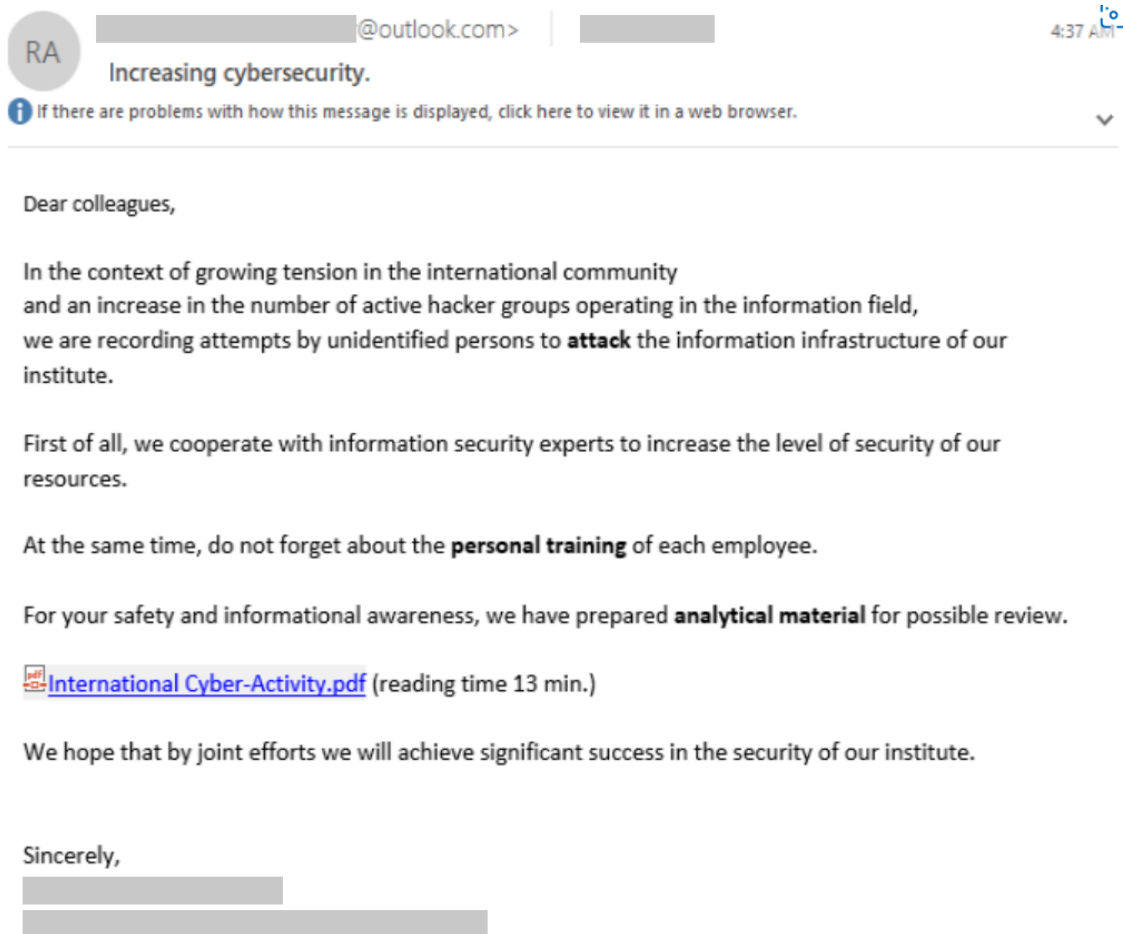 @outlook.com>
4:37 AM
RA
Increasing cybersecurity.
If there are problems with how this message is displayed, click here to view it in a web browser.
Dear colleagues,
In the context of growing tension in the international community
and an increase in the number of active hacker groups operating in the information field,
we are recording attempts by unidentified persons to attack the information infrastructure of our
institute.
First of all, we cooperate with information security experts to increase the level of security of our
resources.
At the same time, do not forget about the personal training of each employee.
For your safety and informational awareness, we have prepared analytical material for possible review.
pdf International Cyber-Activity.pdf (reading time 13 min.)
We hope that by joint efforts we will achieve significant success in the security of our institute.
Sincerely,